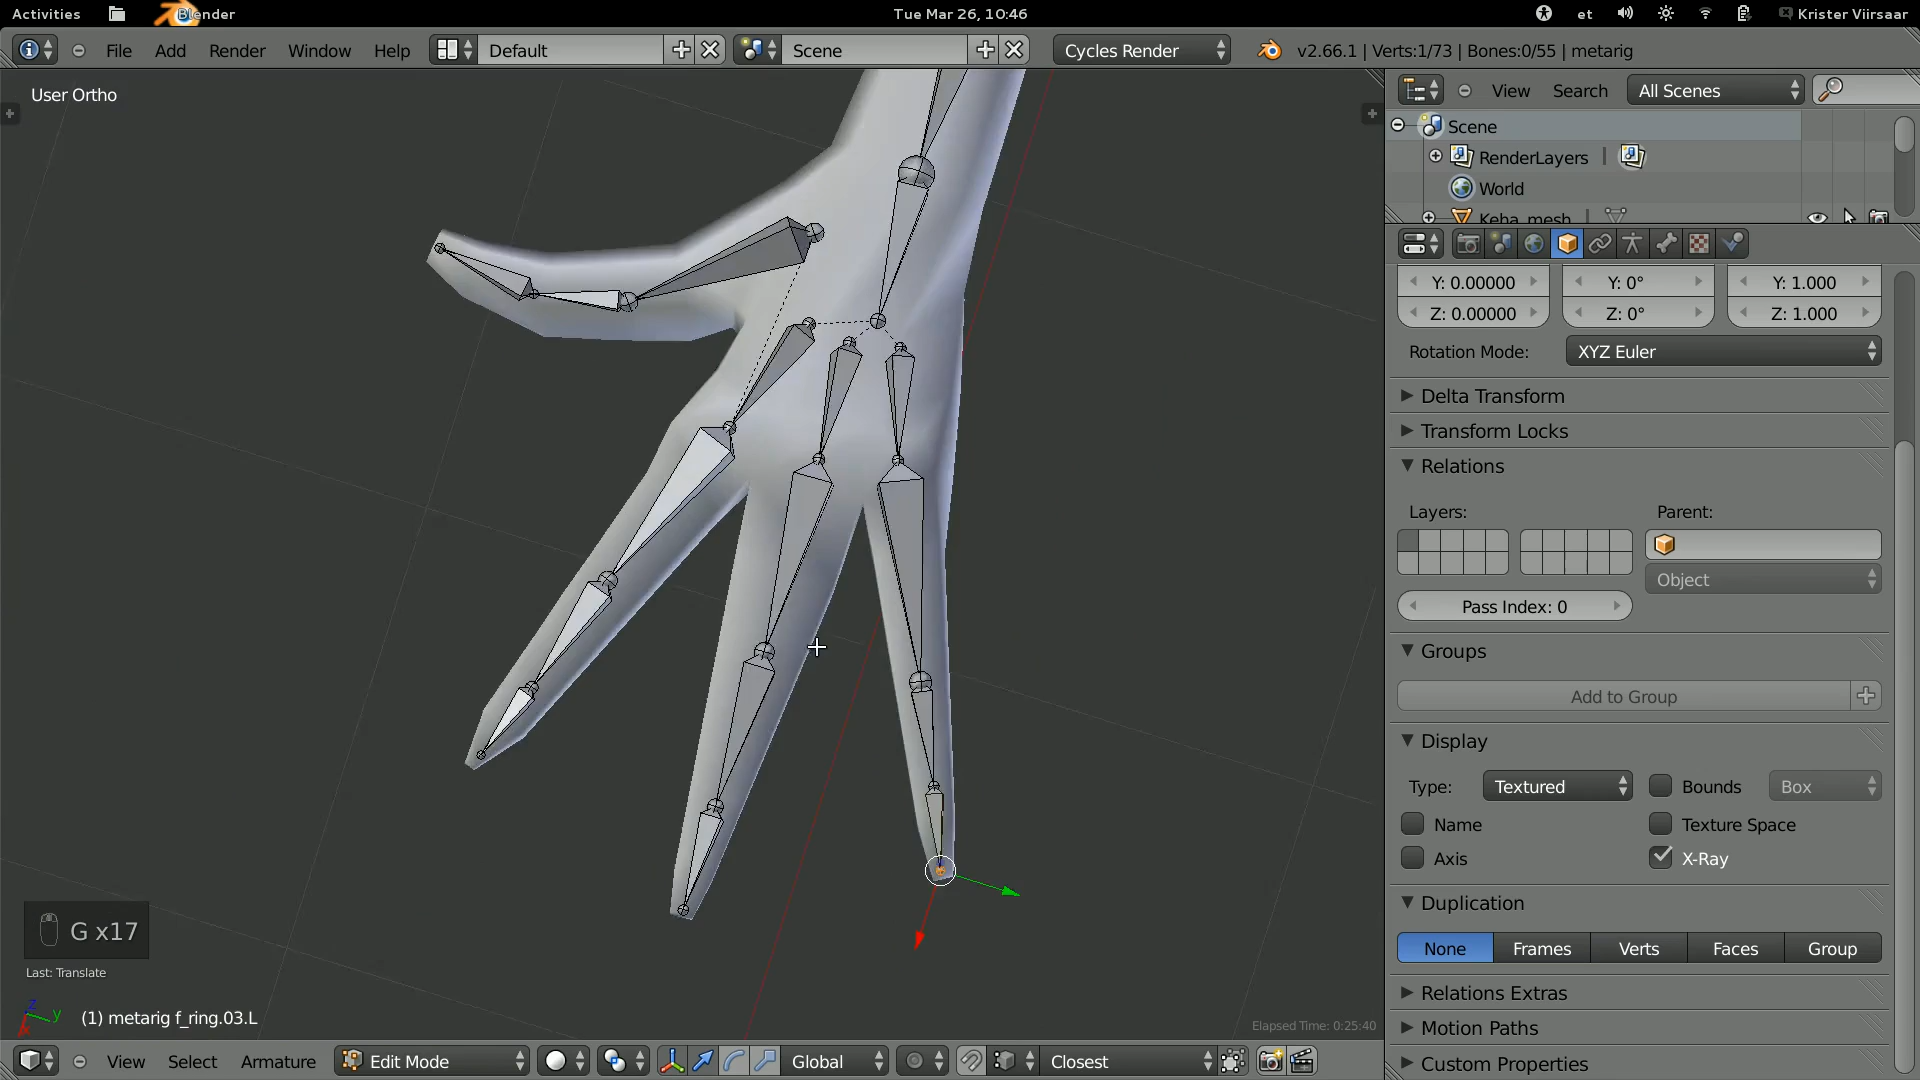 Activities Blender Tue Mar 26, 10:46 et Krister Viirsaar
File Add Render Window Help Default Scene Cycles Render v2.66.1 | Verts:1/73 | Bones:0/55 | metarig
User Ortho
View Search All Scenes
Scene
RenderLayers |
World
Keha_mesh
Y: 0.00000 Y: 0° Y: 1.000
Z: 0.00000 Z: 0° Z: 1.000
Rotation Mode: XYZ Euler
Delta Transform
Transform Locks
Relations
Layers: Parent:
Object
Pass Index: 0
Groups
Add to Group
Display
Type: Textured Bounds Box
Name Texture Space
Axis X-Ray
Duplication
None Frames Verts Faces Group
Relations Extras
Motion Paths
Custom Properties
G x17
Last: Translate
z y x
(1) metarig f_ring.03.L
Elapsed Time: 0:25:40
View Select Armature Edit Mode Global Closest